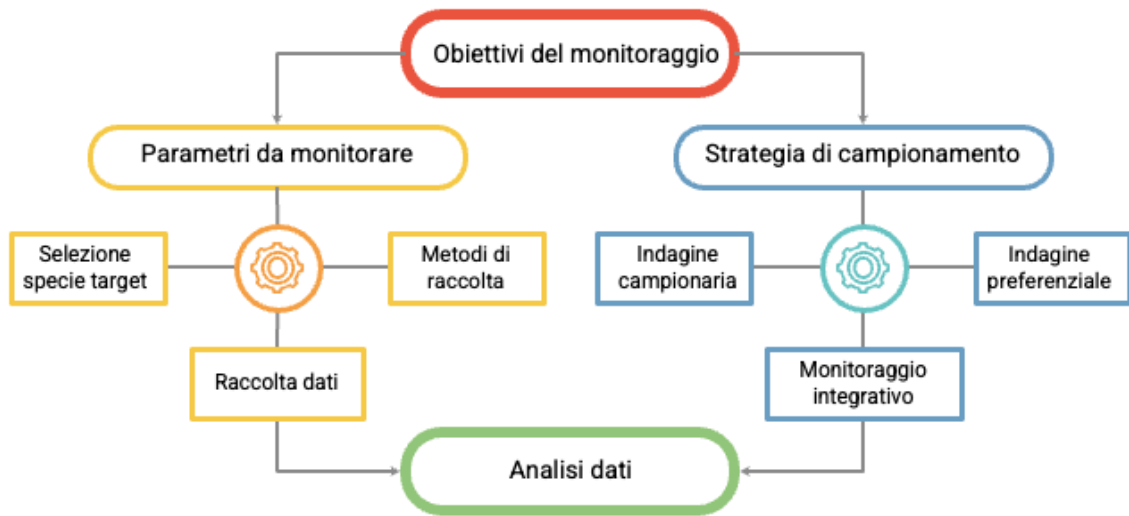 Obiettivi del monitoraggio
Parametri da monitorare
Strategia di campionamento
Selezione
specie target
Metodi di
raccolta
Indagine
campionaria
Indagine
preferenziale
Raccolta dati
Monitoraggio
integrativo
Analisi dati